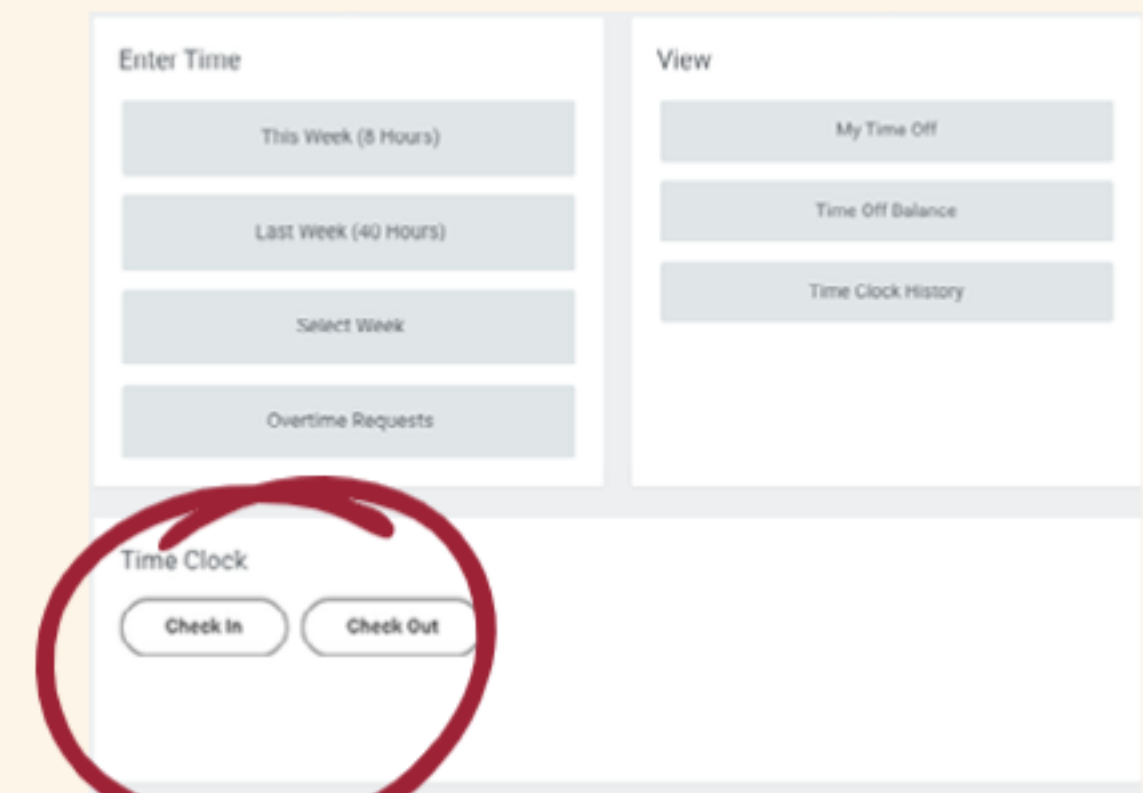 Enter Time
This Week (8 Hours)
Last Week (40 Hours)
Select Week
Overtime Requests
View
My Time Off
Time Off Balance
Time Clock History
Time Clock
Check In
Check Out